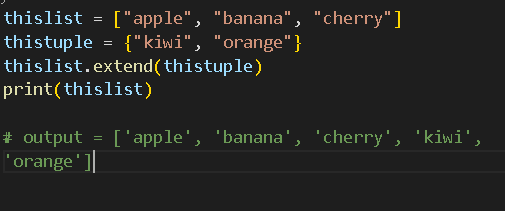 thislist = ["apple", "banana", "cherry"]
thistuple = {"kiwi", "orange"}
thislist.extend(thistuple)
print(thislist)
# output = ['apple', 'banana', 'cherry', 'kiwi',
'orange']